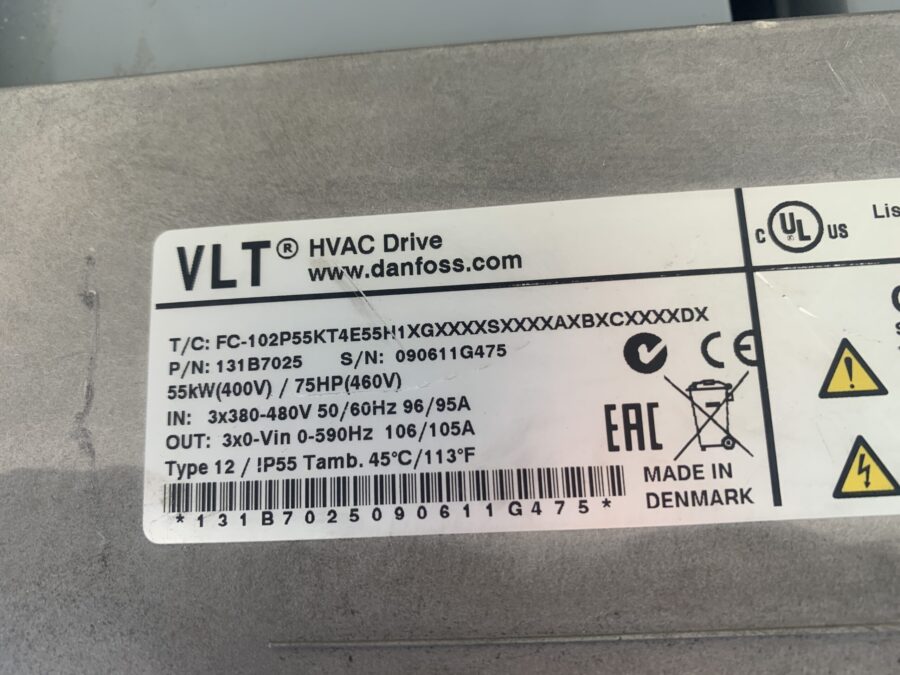 VLT® HVAC Drive
www.danfoss.com
T/C: FC-102P55KT4E55H1XGXXXXSXXXXAXBXCXXXXDX
P/N: 131B7025 S/N: 090611G475
55kW(400V) / 75HP(460V)
IN: 3x380-480V 50/60Hz 96/95A
OUT: 3x0-Vin 0-590Hz 106/105A
Type 12 / IP55 Tamb. 45°C/113°F
*131B7025090611G475*
CE
EAC
MADE IN
DENMARK
C UL US